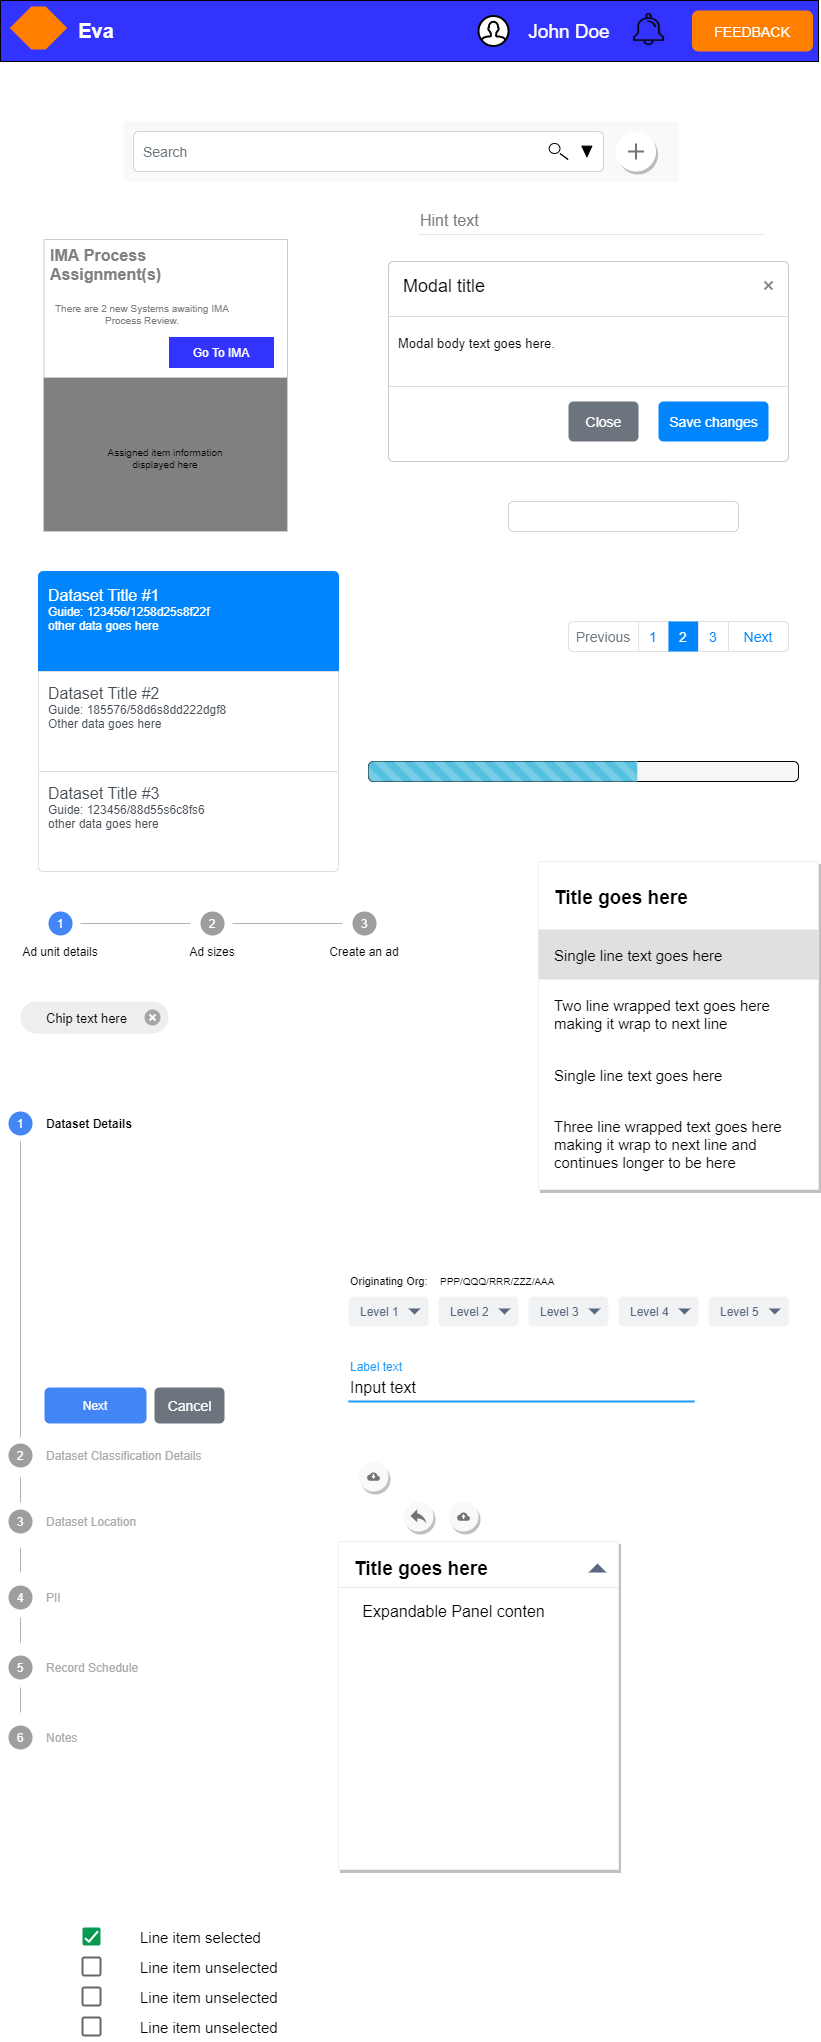 Eva
John Doe
FEEDBACK
Search
Hint text
IMA Process
Assignment(s)
There are 2 new Systems awaiting IMA
Process Review.
Go To IMA
Assigned item information
displayed here
Modal title
×
Modal body text goes here.
Close
Save changes
Dataset Title #1
Guide: 123456/1258d25s8f22f
other data goes here
Dataset Title #2
Guide: 185576/58d6s8dd222dgf8
Other data goes here
Dataset Title #3
Guide: 123456/88d55s6c8fs6
other data goes here
Previous 1 2 3 Next
1 2 3
Ad unit details Ad sizes Create an ad
Chip text here
Title goes here
Single line text goes here
Two line wrapped text goes here
making it wrap to next line
Single line text goes here
Three line wrapped text goes here
making it wrap to next line and
continues longer to be here
1 Dataset Details
Originating Org: PPP/QQQ/RRR/ZZZ/AAA
Level 1 Level 2 Level 3 Level 4 Level 5
Label text
Input text
Next Cancel
2 Dataset Classification Details
3 Dataset Location
4 PII
5 Record Schedule
6 Notes
Title goes here
Expandable Panel conten
Line item selected
Line item unselected
Line item unselected
Line item unselected